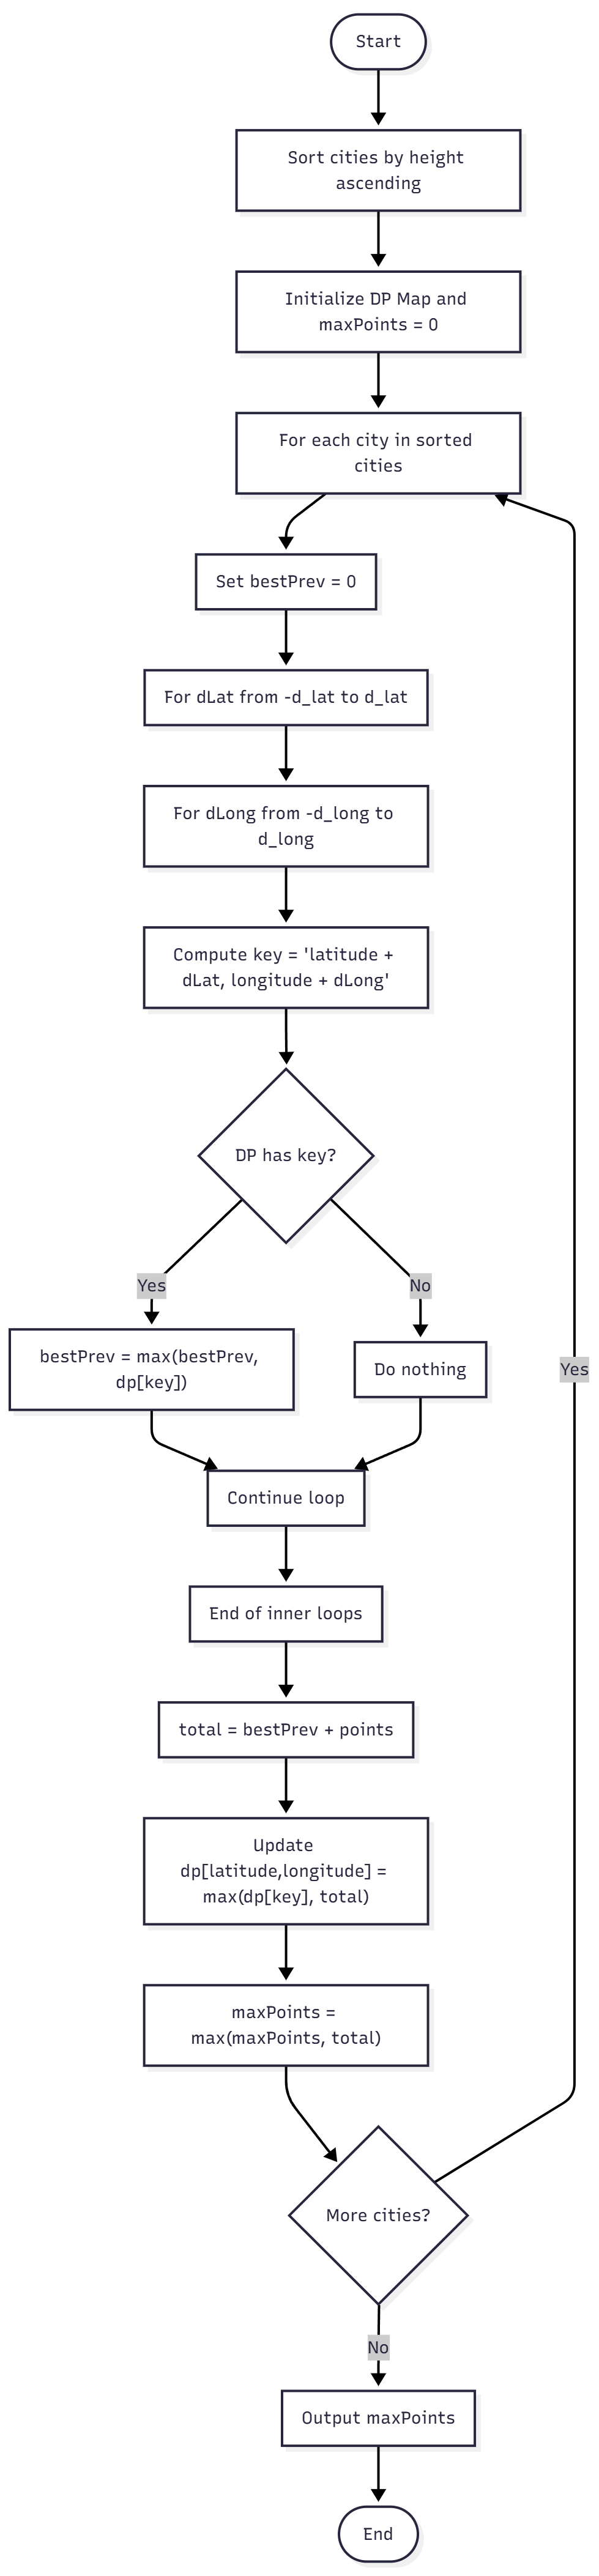 Start
Sort cities by height
ascending
Initialize DP Map and
maxPoints = 0
For each city in sorted
cities
Set bestPrev = 0
For dLat from -d_lat to d_lat
For dLong from -d_long to
d_long
Compute key = 'latitude +
dLat, longitude + dLong'
DP has key?
Yes
No
bestPrev = max(bestPrev,
dp[key])
Do nothing
Yes
Continue loop
End of inner loops
total = bestPrev + points
Update
dp[latitude,longitude] =
max(dp[key], total)
maxPoints =
max(maxPoints, total)
More cities?
No
Output maxPoints
End